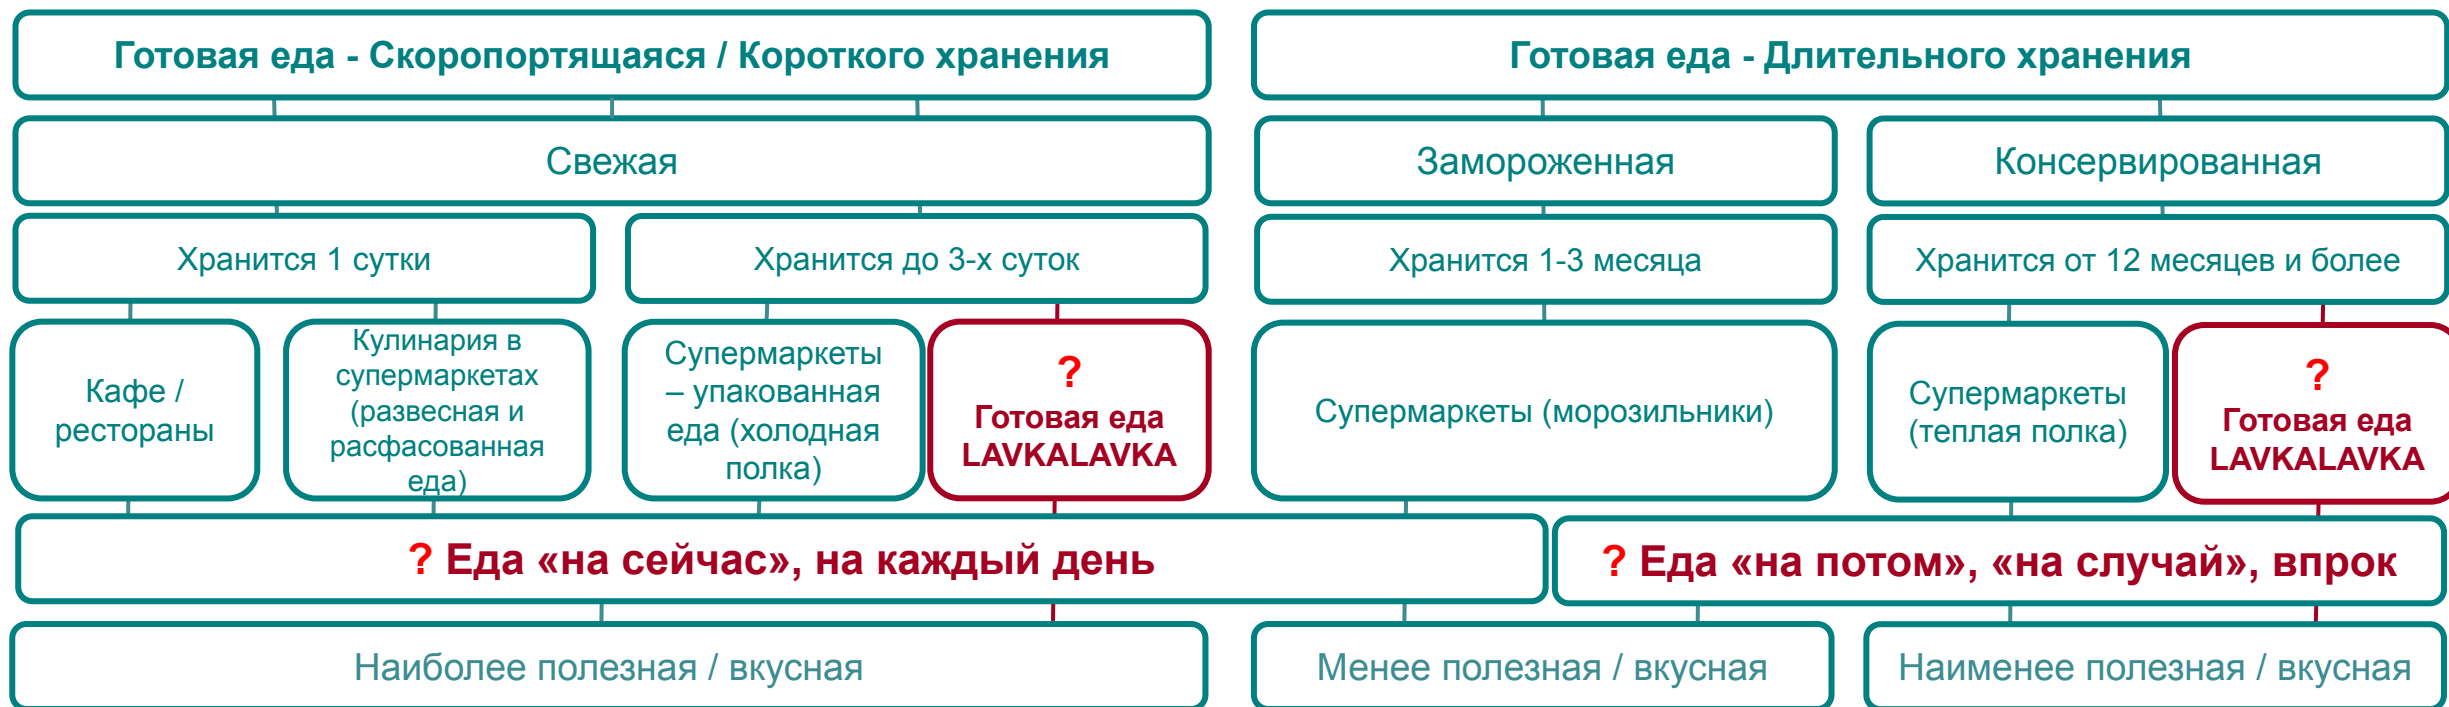 Готовая еда - Скоропортящаяся / Короткого хранения
Готовая еда - Длительного хранения
Свежая
Замороженная
Консервированная
Хранится 1 сутки
Хранится до 3-х суток
Хранится 1-3 месяца
Хранится от 12 месяцев и более
Кафе /
рестораны
Кулинария в
супермаркетах
(развесная и
расфасованная
еда)
Супермаркеты
– упакованная
еда (холодная
полка)
?
Готовая еда
LAVKALAVKA
Супермаркеты (морозильники)
Супермаркеты
(теплая полка)
?
Готовая еда
LAVKALAVKA
? Еда «на сейчас», на каждый день
? Еда «на потом», «на случай», впрок
Наиболее полезная / вкусная
Менее полезная / вкусная
Наименее полезная / вкусная